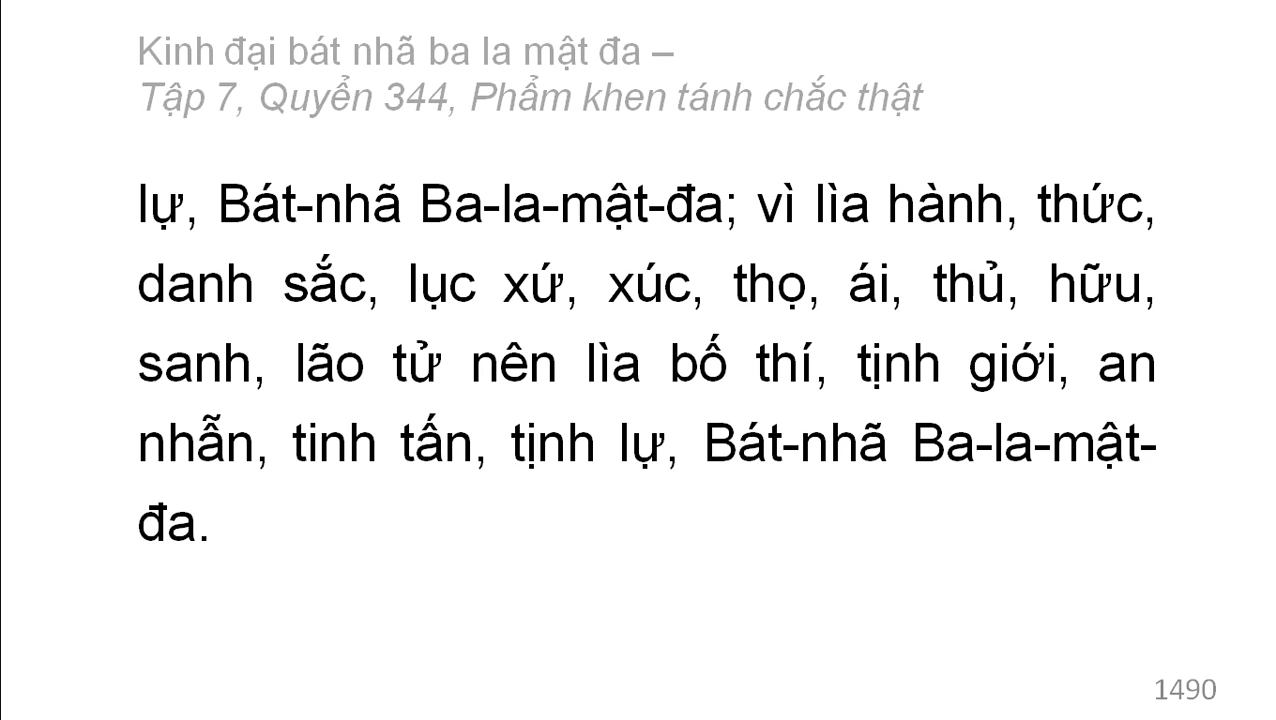 Kinh đại bát nhã ba la mật đa –
Tập 7, Quyển 344, Phẩm khen tánh chắc thật
lự, Bát-nhã Ba-la-mật-đa; vì lìa hành, thức,
danh sắc, lục xứ, xúc, thọ, ái, thủ, hữu,
sanh, lão tử nên lìa bố thí, tịnh giới, an
nhẫn, tinh tấn, tịnh lự, Bát-nhã Ba-la-mật-
đa.
1490